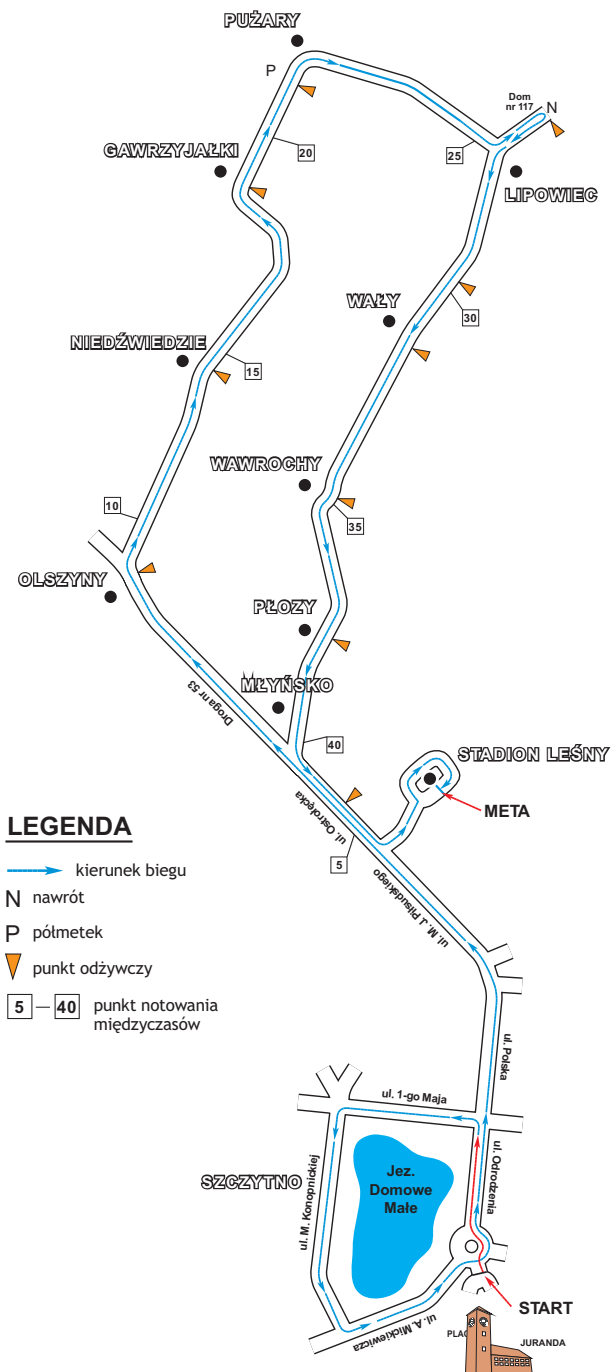 PUŻARY
P
Dom
nr 117
N
20
25
GAWRZYJAŁKI
LIPOWIEC
WAŁY
30
NIEDŹWIEDZIE
15
WAWROCHY
10
35
OLSZYNY
PŁOZY
MŁYŃSKO
Droga nr 53
40
STADION LEŚNY
META
ul. Ostrołęcka
5
ul. M. J. Piłsudskiego
LEGENDA
kierunek biegu
N nawrót
P półmetek
punkt odżywczy
5 — 40 punkt notowania
międzyczasów
ul. Polska
ul. 1-go Maja
ul. Odrodzenia
SZCZYTNO
ul. M. Konopnickiej
Jez.
Domowe
Małe
ul. A. Mickiewicza
START
JURANDA